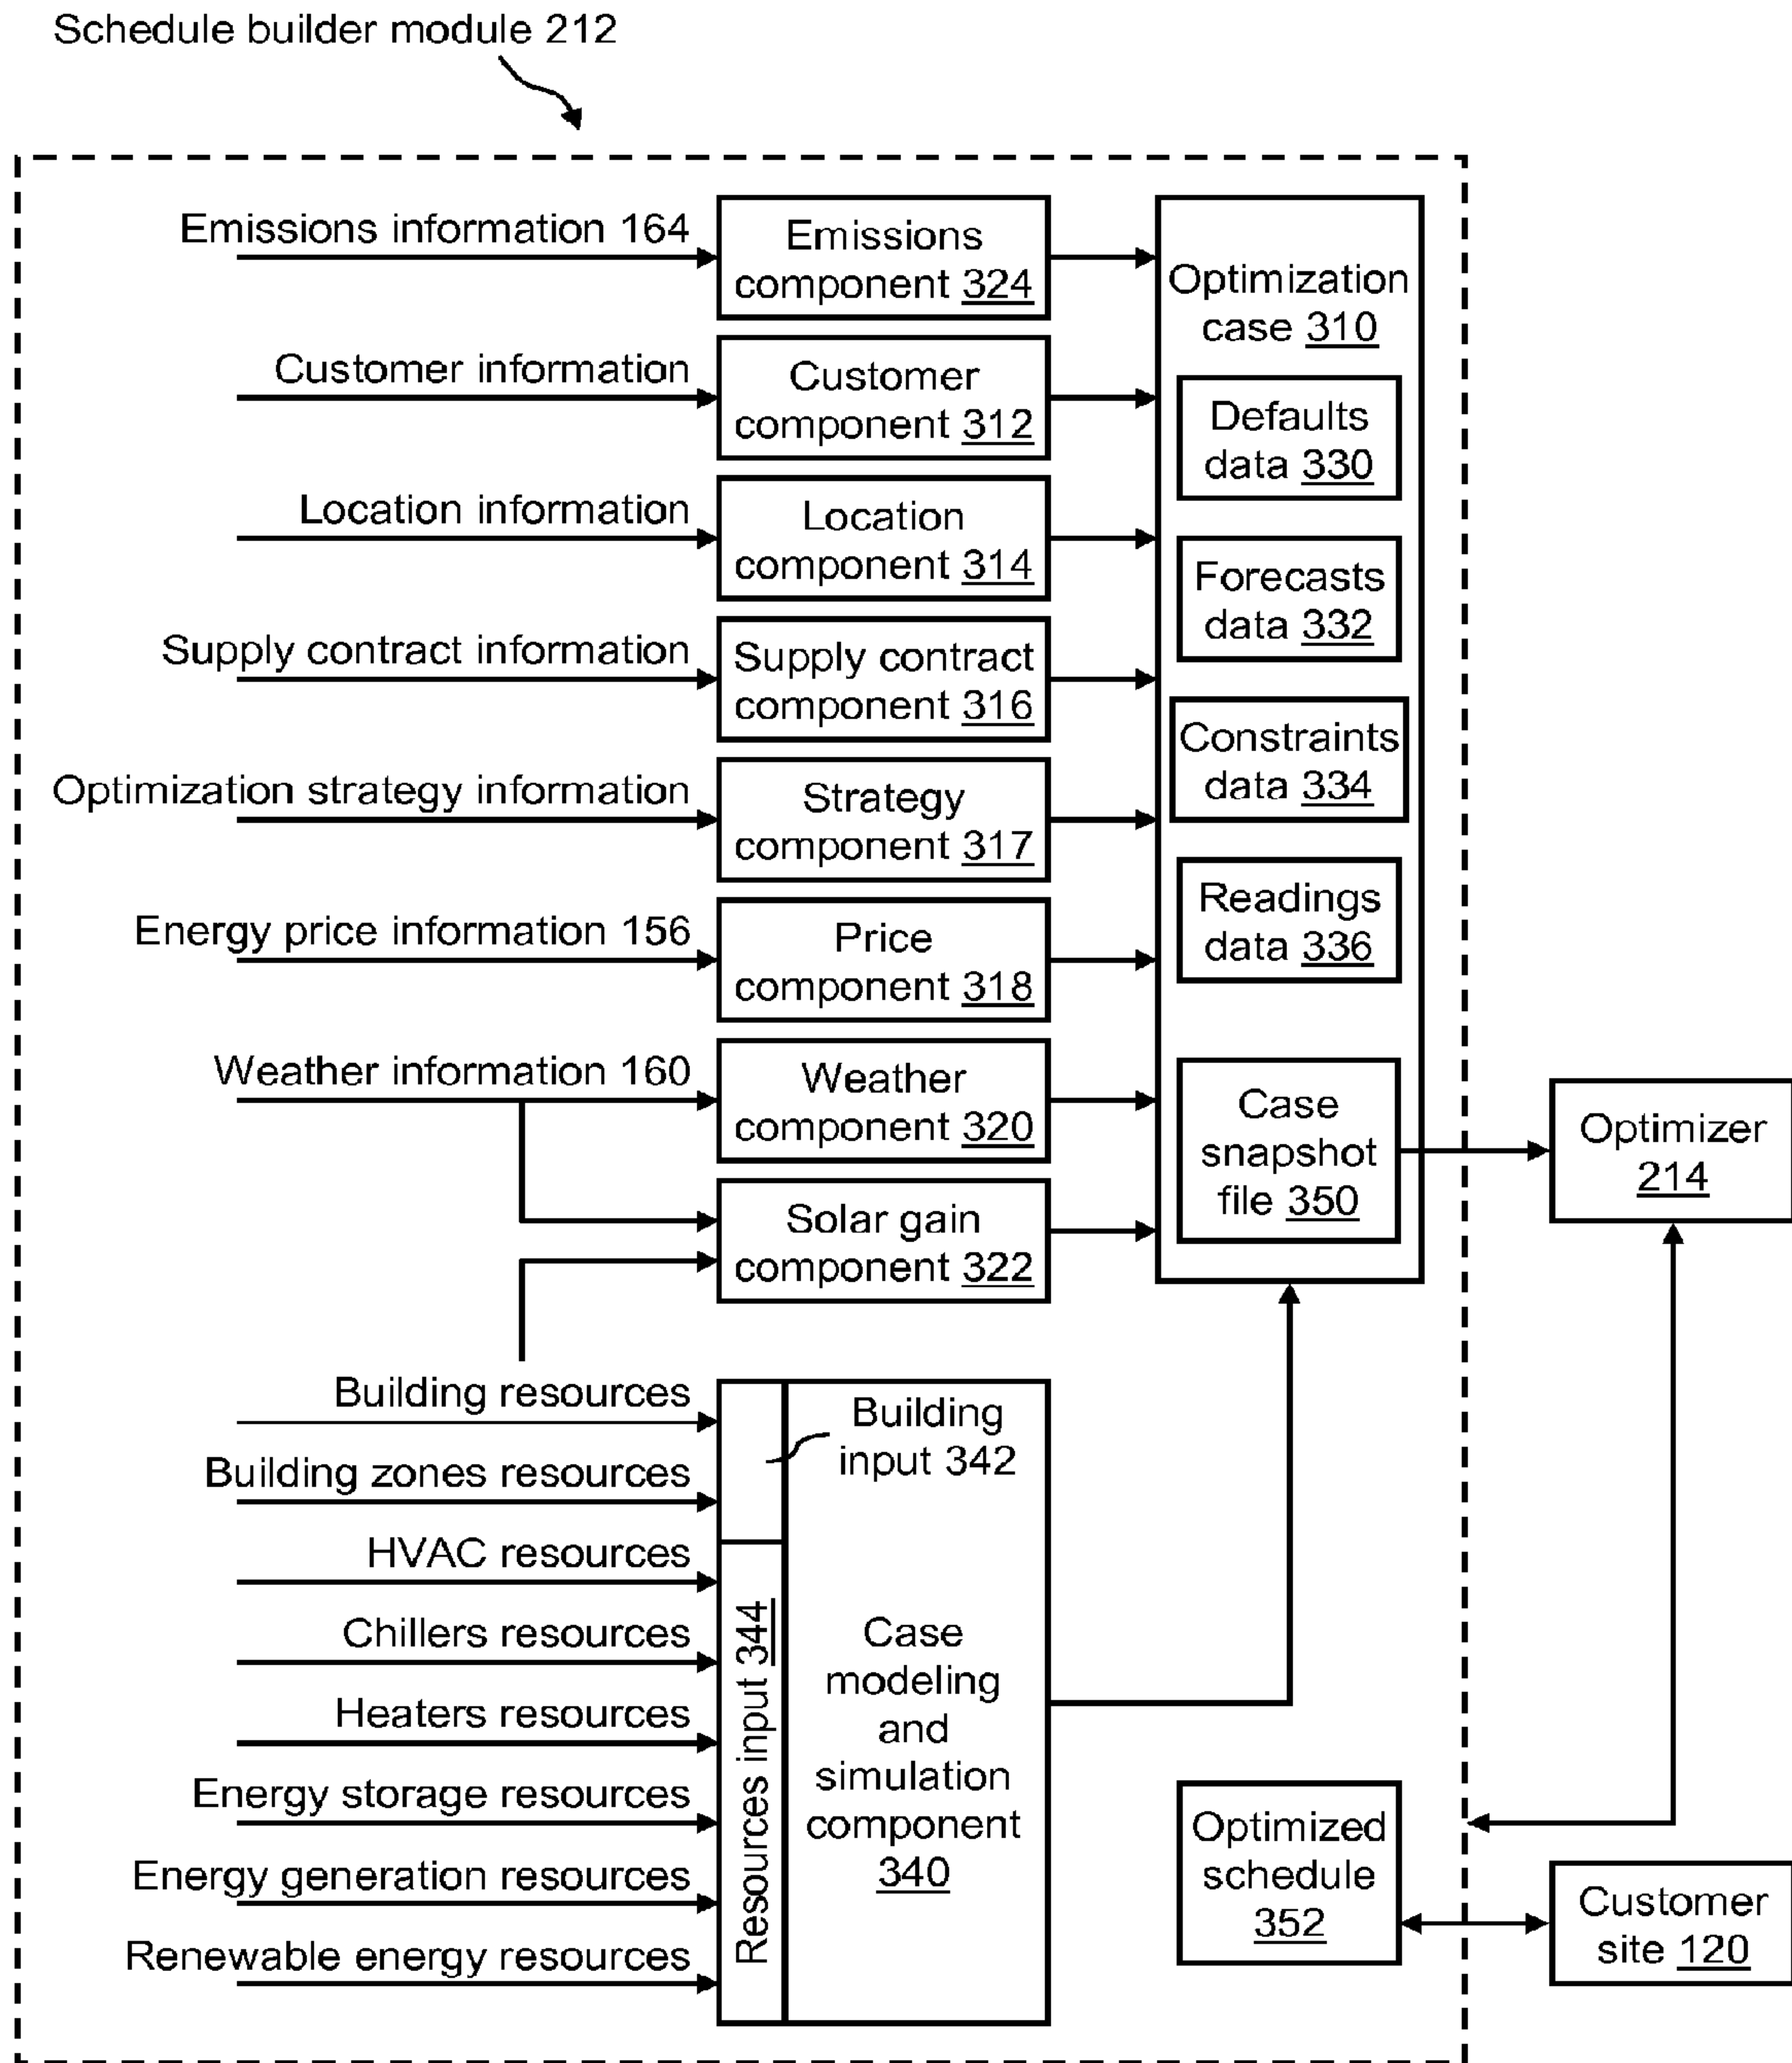 Schedule builder module 212
Emissions information 164
Emissions
component 324
Customer information
Customer
component 312
Location information
Location
component 314
Supply contract information
Supply contract
component 316
Optimization strategy information
Strategy
component 317
Energy price information 156
Price
component 318
Weather information 160
Weather
component 320
Solar gain
component 322
Optimization
case 310
Defaults
data 330
Forecasts
data 332
Constraints
data 334
Readings
data 336
Case
snapshot
file 350
Optimizer
214
Building resources
Building zones resources
HVAC resources
Chillers resources
Heaters resources
Energy storage resources
Energy generation resources
Renewable energy resources
Building
input 342
Resources input 344
Case
modeling
and
simulation
component
340
Optimized
schedule
352
Customer
site 120